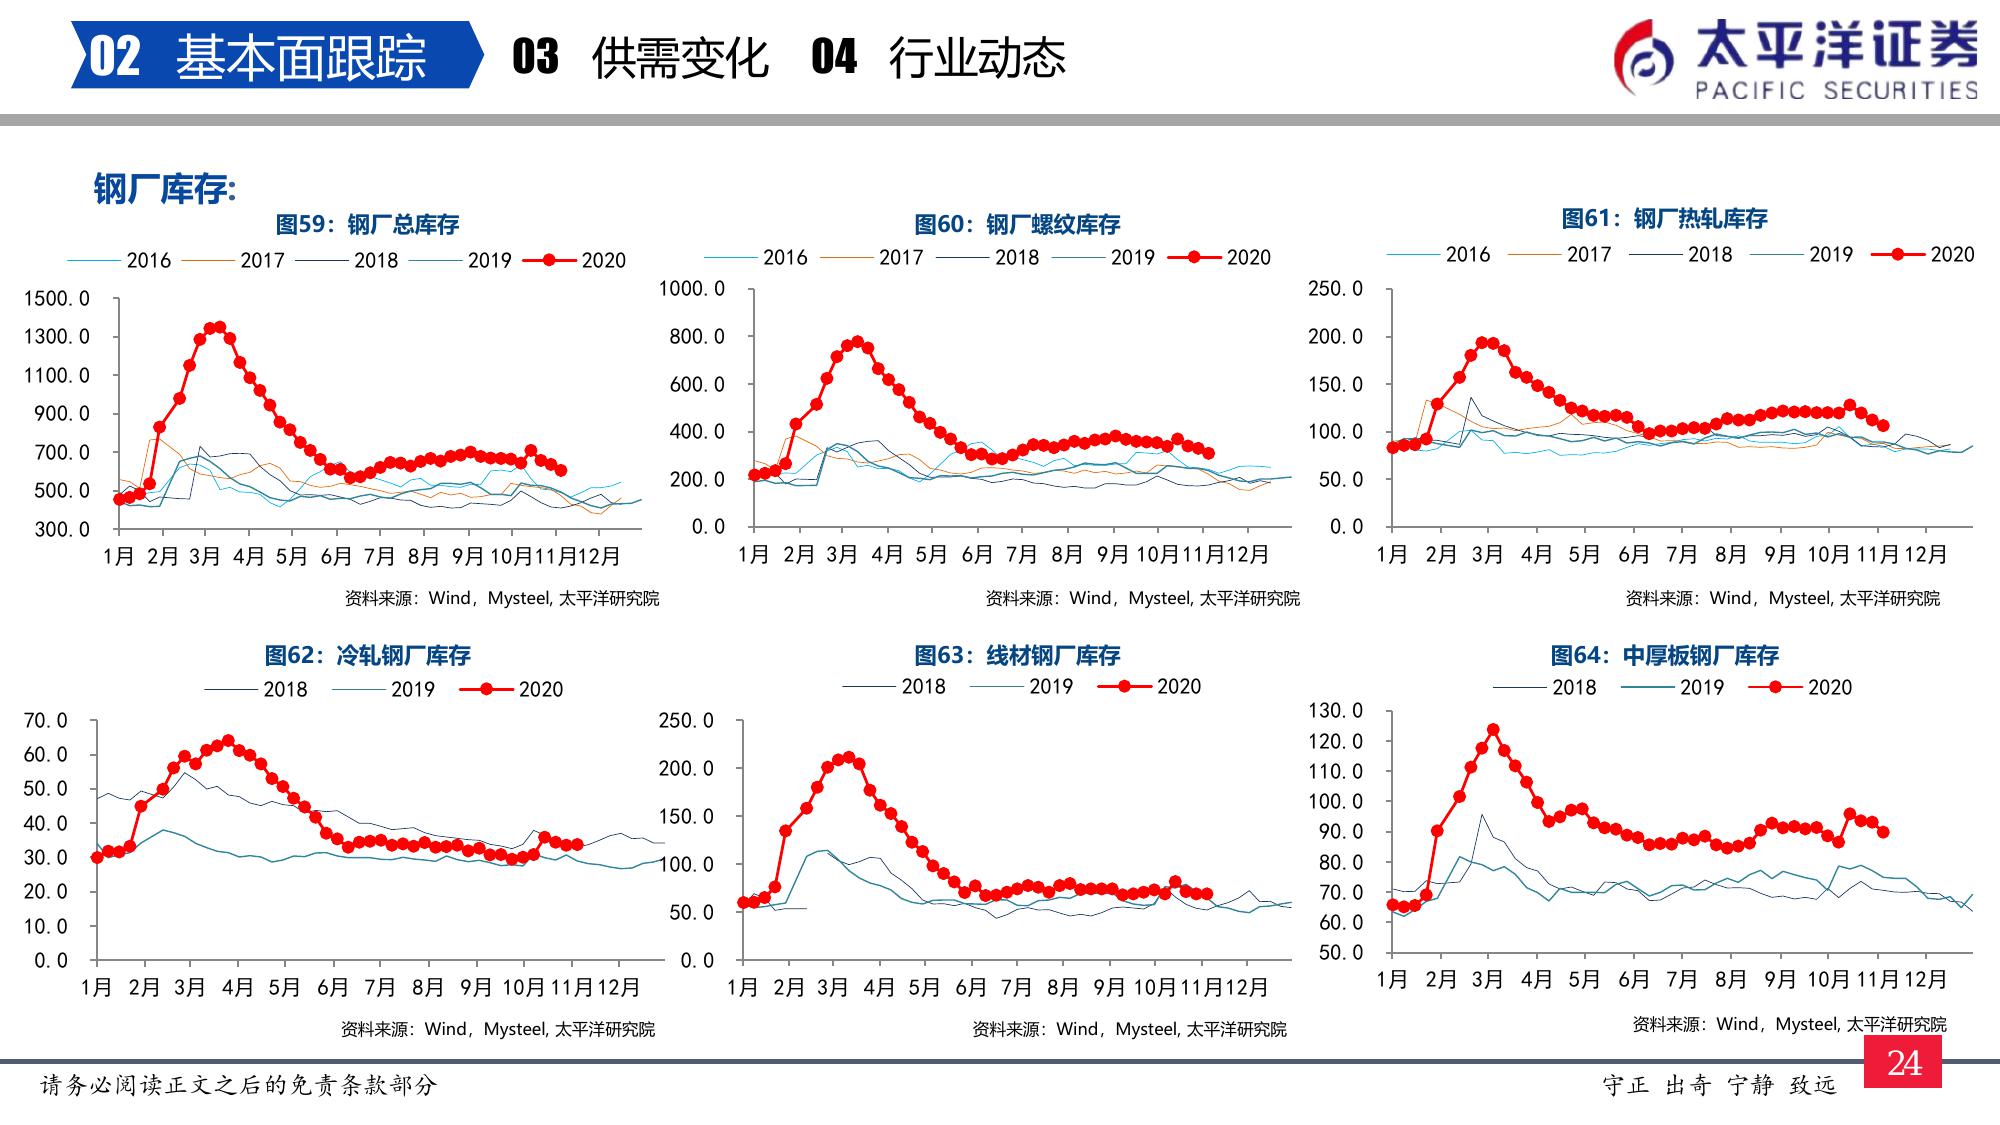 02 基本面跟踪 03 供需变化 04 行业动态
太平洋证券
PACIFIC SECURITIES
钢厂库存:
图59：钢厂总库存
2016 2017 2018 2019 2020
1500.0
1300.0
1100.0
900.0
700.0
500.0
300.0
1月 2月 3月 4月 5月 6月 7月 8月 9月 10月 11月 12月
资料来源：Wind，Mysteel, 太平洋研究院
图60：钢厂螺纹库存
2016 2017 2018 2019 2020
1000.0
800.0
600.0
400.0
200.0
0.0
1月 2月 3月 4月 5月 6月 7月 8月 9月 10月 11月 12月
资料来源：Wind，Mysteel, 太平洋研究院
图61：钢厂热轧库存
2016 2017 2018 2019 2020
250.0
200.0
150.0
100.0
50.0
0.0
1月 2月 3月 4月 5月 6月 7月 8月 9月 10月 11月 12月
资料来源：Wind，Mysteel, 太平洋研究院
图62：冷轧钢厂库存
2018 2019 2020
70.0
60.0
50.0
40.0
30.0
20.0
10.0
0.0
1月 2月 3月 4月 5月 6月 7月 8月 9月 10月 11月 12月
资料来源：Wind，Mysteel, 太平洋研究院
图63：线材钢厂库存
2018 2019 2020
250.0
200.0
150.0
100.0
50.0
0.0
1月 2月 3月 4月 5月 6月 7月 8月 9月 10月 11月 12月
资料来源：Wind，Mysteel, 太平洋研究院
图64：中厚板钢厂库存
2018 2019 2020
130.0
120.0
110.0
100.0
90.0
80.0
70.0
60.0
50.0
1月 2月 3月 4月 5月 6月 7月 8月 9月 10月 11月 12月
资料来源：Wind，Mysteel, 太平洋研究院
请务必阅读正文之后的免责条款部分
守正 出奇 宁静 致远
24